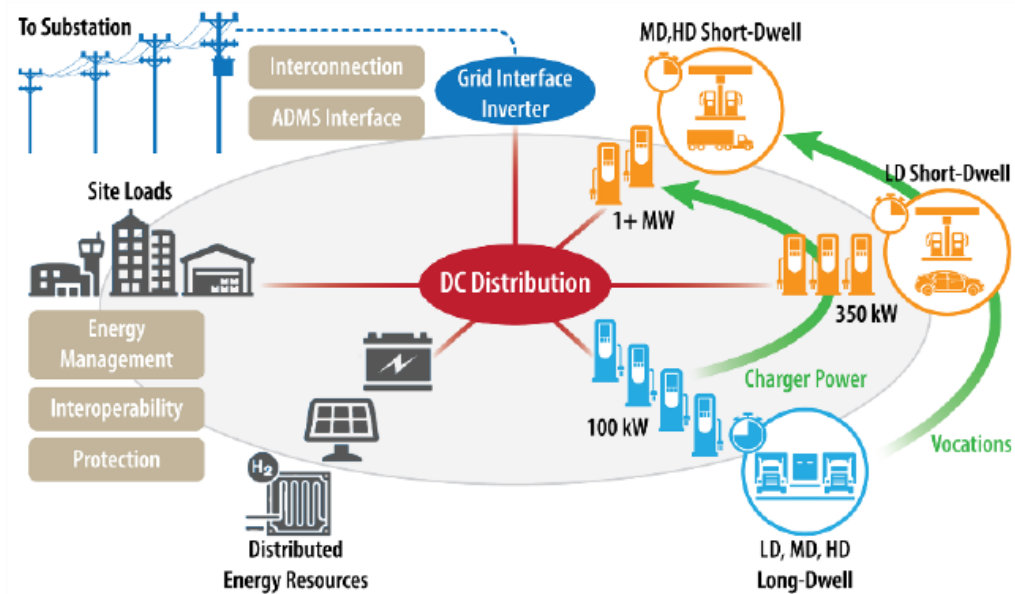 To Substation
Interconnection
ADMS Interface
Grid Interface
Inverter
MD,HD Short-Dwell
LD Short-Dwell
Site Loads
1+ MW
DC Distribution
350 kW
Energy
Management
Interoperability
Protection
Charger Power
100 kW
Vocations
H2
Distributed
Energy Resources
LD, MD, HD
Long-Dwell